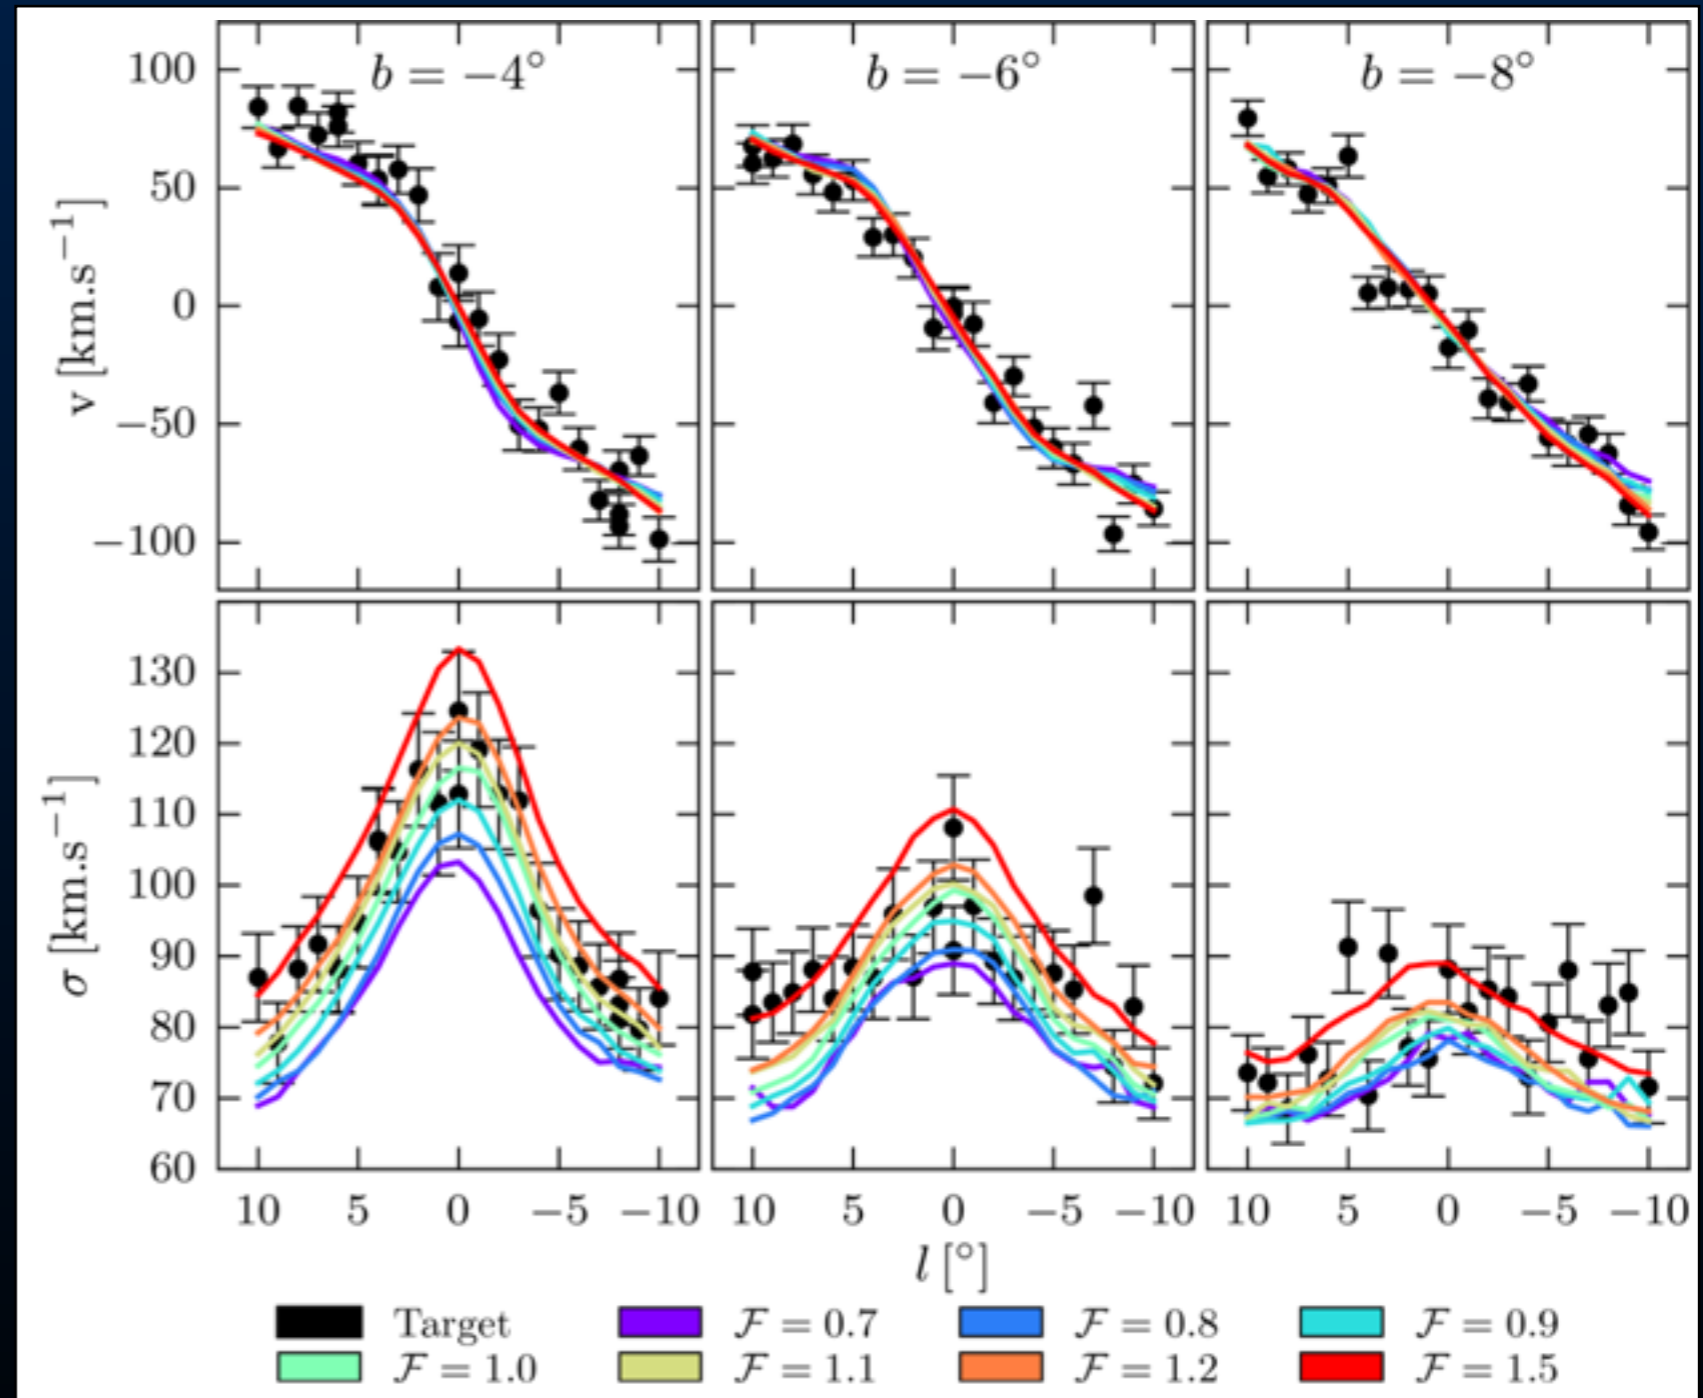 b = −4° b = −6° b = −8°
100
50
0
−50
−100
v [km.s⁻¹]
130
120
110
100
90
80
70
60
σ [km.s⁻¹]
10 5 0 −5 −10 10 5 0 −5 −10 10 5 0 −5 −10
l [°]
Target ℱ = 0.7 ℱ = 0.8 ℱ = 0.9
ℱ = 1.0 ℱ = 1.1 ℱ = 1.2 ℱ = 1.5